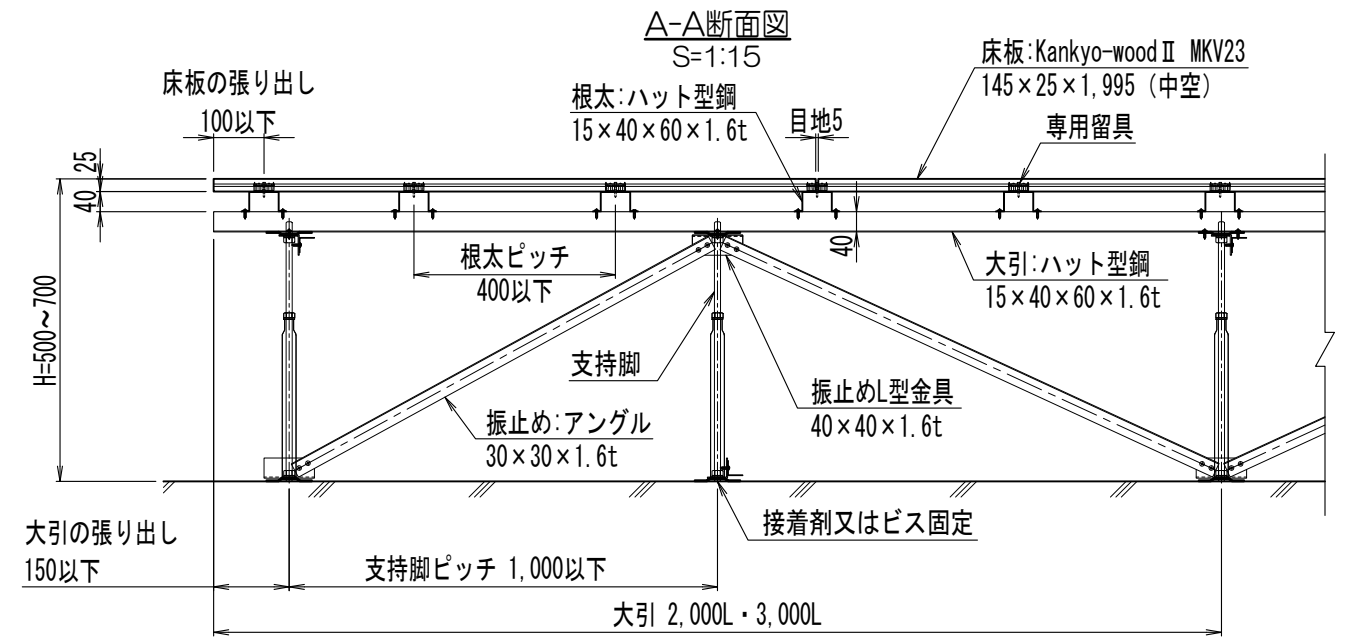 A-A断面図
S=1:15
床板の張り出し
100以下
根太:ハット型鋼
15×40×60×1.6t
目地5
床板:Kankyo-woodⅡ MKV23
145×25×1,995 (中空)
専用留具
25
40
40
H=500~700
根太ピッチ
400以下
大引:ハット型鋼
15×40×60×1.6t
支持脚
振止め:アングル
30×30×1.6t
振止めL型金具
40×40×1.6t
接着剤又はビス固定
大引の張り出し
150以下
支持脚ピッチ 1,000以下
大引 2,000L・3,000L